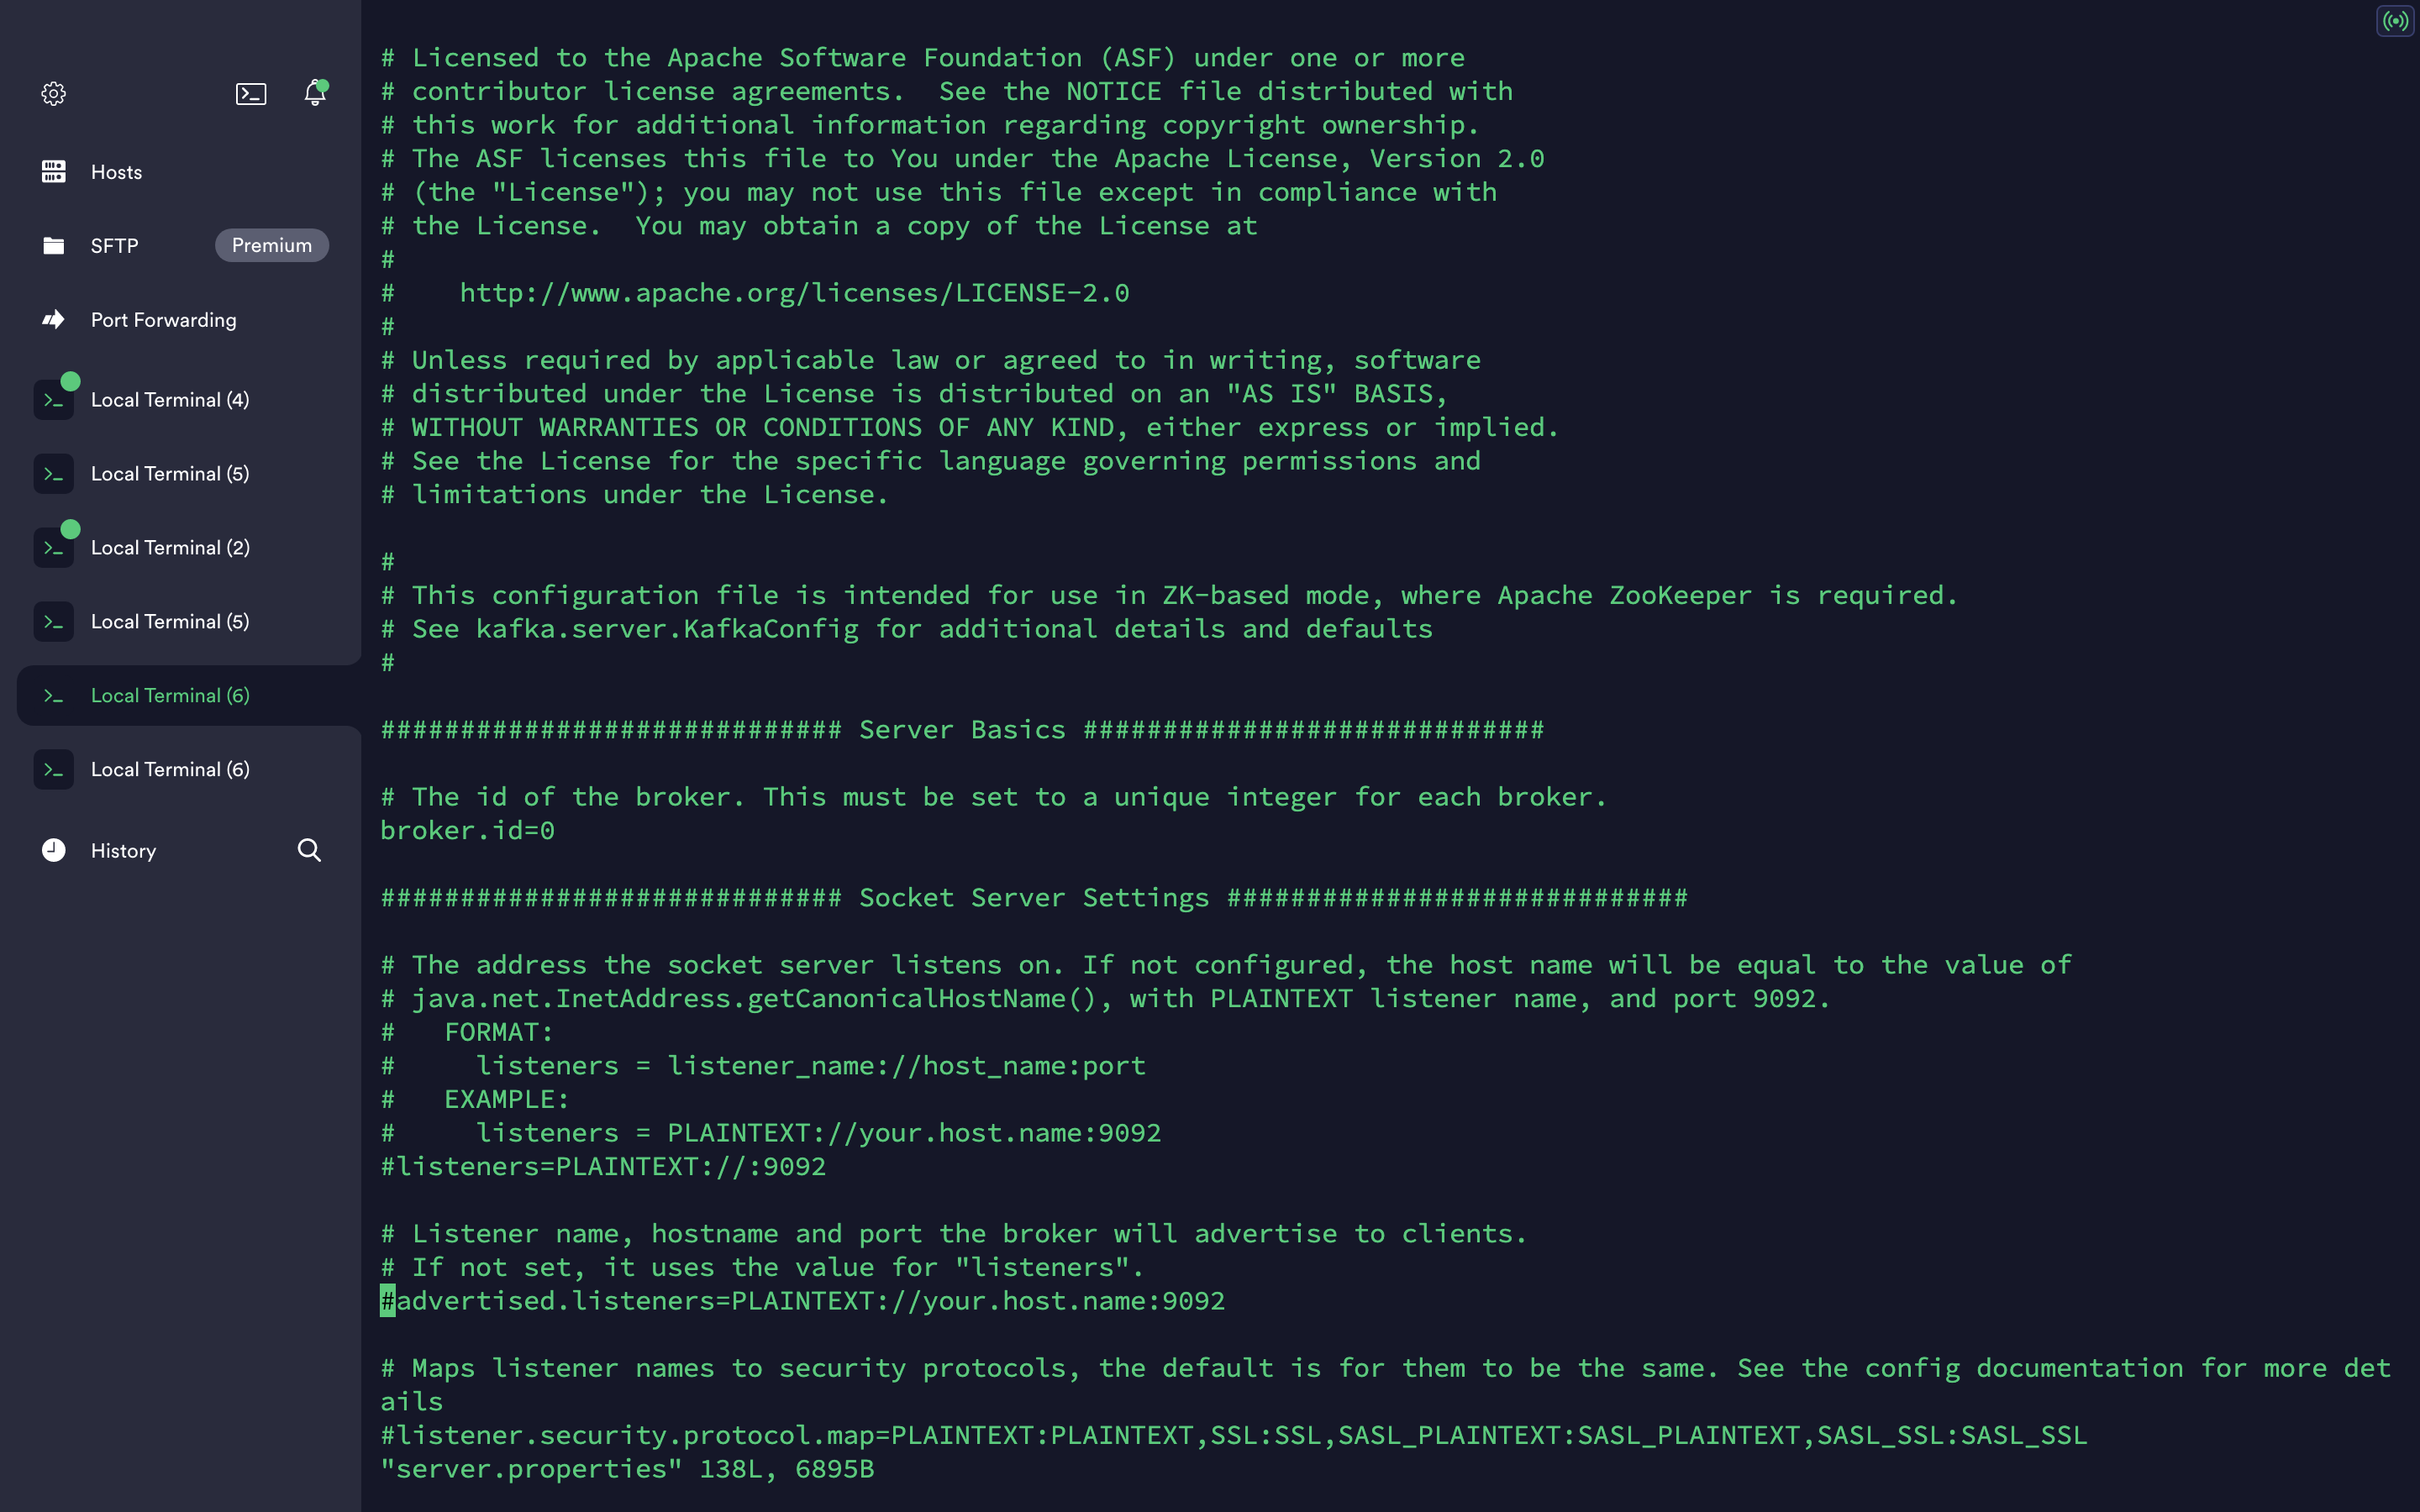 Hosts
SFTP Premium
Port Forwarding
Local Terminal (4)
Local Terminal (5)
Local Terminal (2)
Local Terminal (5)
Local Terminal (6)
Local Terminal (6)
History
# Licensed to the Apache Software Foundation (ASF) under one or more
# contributor license agreements.  See the NOTICE file distributed with
# this work for additional information regarding copyright ownership.
# The ASF licenses this file to You under the Apache License, Version 2.0
# (the "License"); you may not use this file except in compliance with
# the License.  You may obtain a copy of the License at
#
#    http://www.apache.org/licenses/LICENSE-2.0
#
# Unless required by applicable law or agreed to in writing, software
# distributed under the License is distributed on an "AS IS" BASIS,
# WITHOUT WARRANTIES OR CONDITIONS OF ANY KIND, either express or implied.
# See the License for the specific language governing permissions and
# limitations under the License.

#
# This configuration file is intended for use in ZK-based mode, where Apache ZooKeeper is required.
# See kafka.server.KafkaConfig for additional details and defaults
#

############################# Server Basics #############################

# The id of the broker. This must be set to a unique integer for each broker.
broker.id=0

############################# Socket Server Settings #############################

# The address the socket server listens on. If not configured, the host name will be equal to the value of
# java.net.InetAddress.getCanonicalHostName(), with PLAINTEXT listener name, and port 9092.
#   FORMAT:
#     listeners = listener_name://host_name:port
#   EXAMPLE:
#     listeners = PLAINTEXT://your.host.name:9092
#listeners=PLAINTEXT://:9092

# Listener name, hostname and port the broker will advertise to clients.
# If not set, it uses the value for "listeners".
#advertised.listeners=PLAINTEXT://your.host.name:9092

# Maps listener names to security protocols, the default is for them to be the same. See the config documentation for more det
ails
#listener.security.protocol.map=PLAINTEXT:PLAINTEXT,SSL:SSL,SASL_PLAINTEXT:SASL_PLAINTEXT,SASL_SSL:SASL_SSL
"server.properties" 138L, 6895B